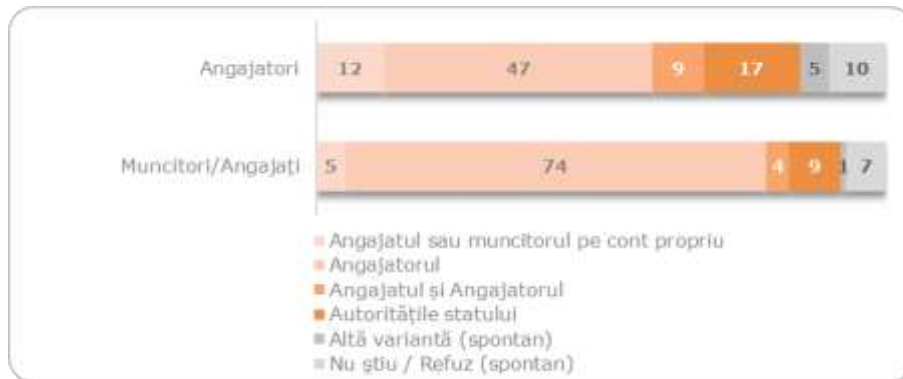 Angajatori 12 47 9 17 5 10
Muncitori/Angajați 5 74 4 9 1 7
Angajatul sau muncitorul pe cont propriu
Angajatorul
Angajatul și Angajatorul
Autoritățile statului
Altă variantă (spontan)
Nu știu / Refuz (spontan)